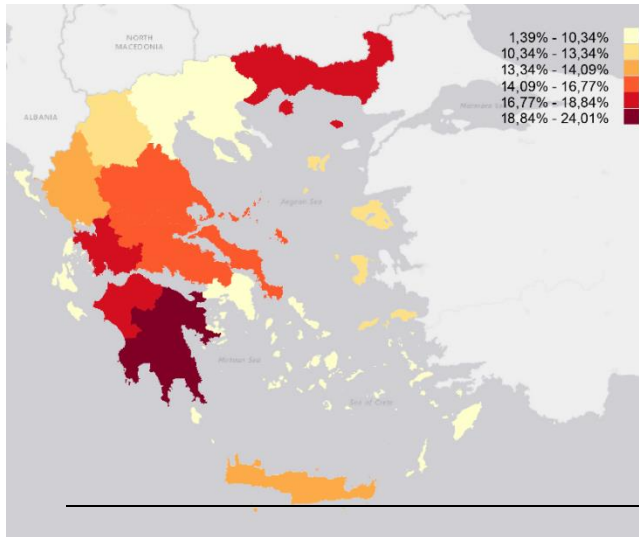 NORTH
MACEDONIA
1,39% - 10,34%
10,34% - 13,34%
13,34% - 14,09%
14,09% - 16,77%
16,77% - 18,84%
18,84% - 24,01%
Marmara
ALBANIA
Aegean Sea
Mirtoan Sea
Sea of Crete